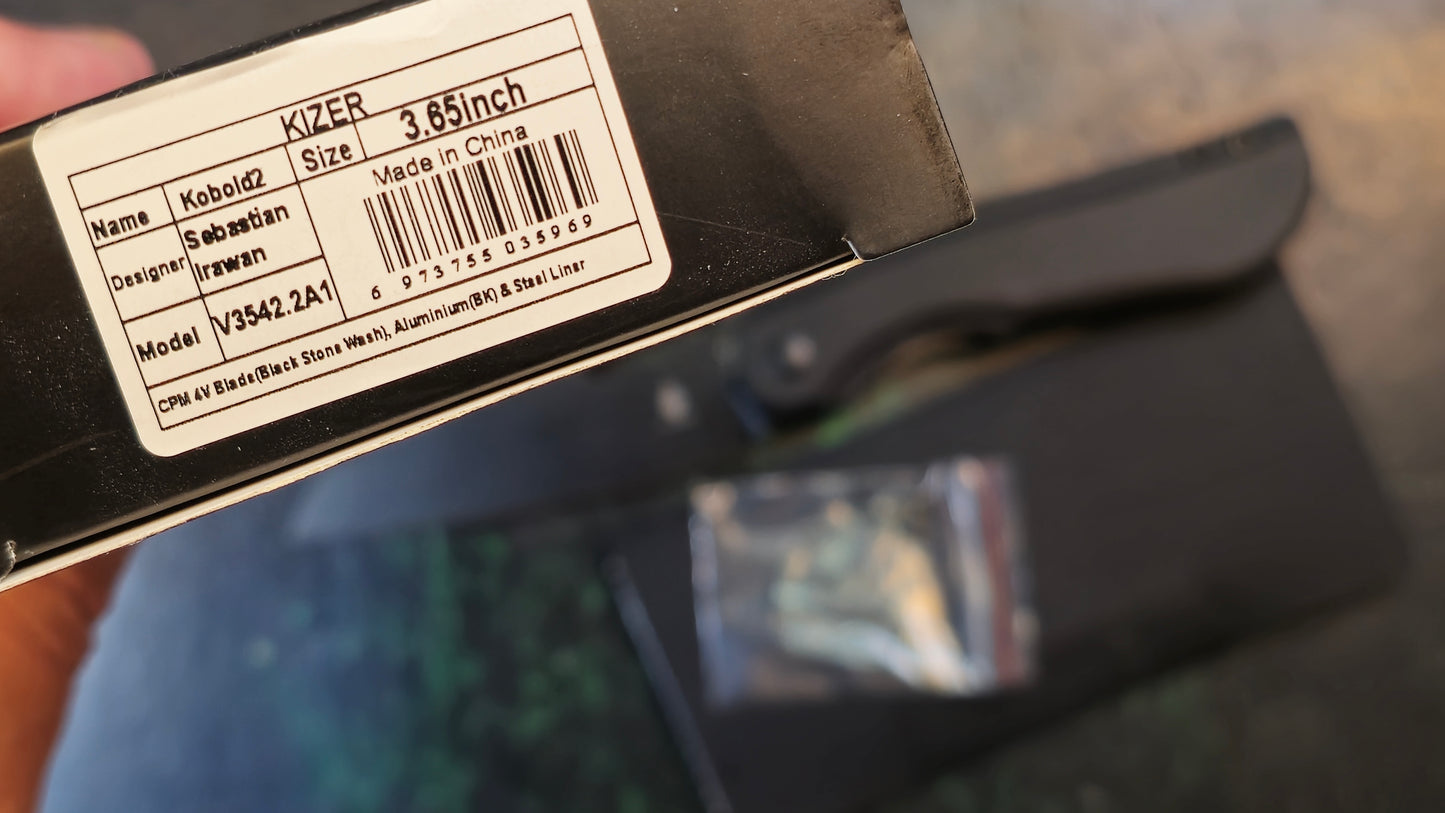 KIZER
Name Kobold2 Size 3.65inch
Designer Sebastian Irawan
Made in China
6 973755 035969
Model V3542.2A1
CPM 4V Blade(Black Stone Wash), Aluminium(BK) & Steel Liner